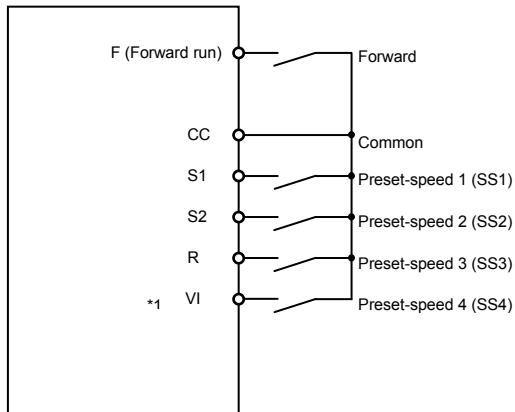 F (Forward run) Forward
CC Common
S1 Preset-speed 1 (SS1)
S2 Preset-speed 2 (SS2)
R Preset-speed 3 (SS3)
*1 VI Preset-speed 4 (SS4)